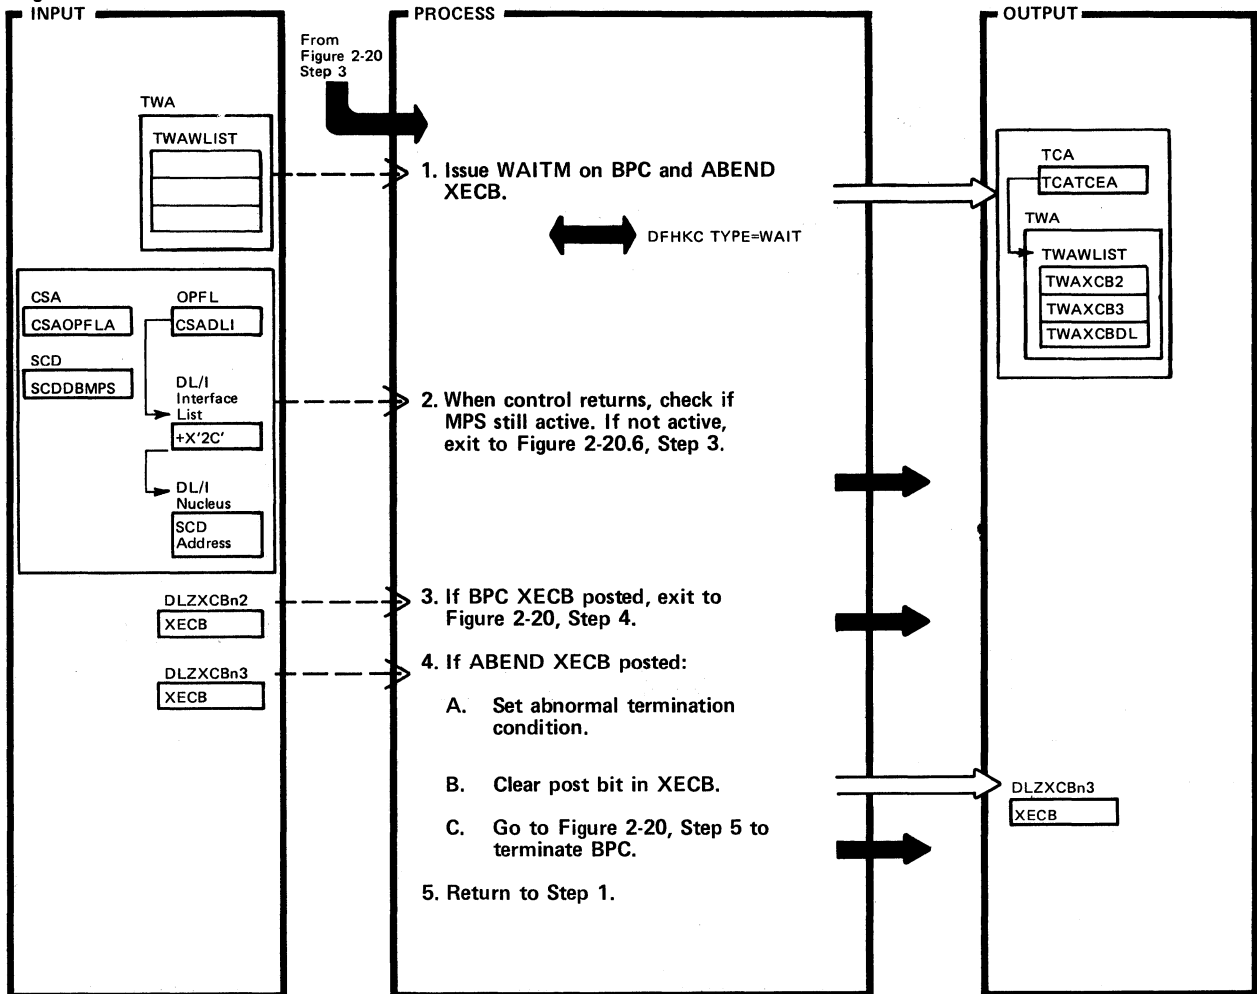 INPUT
PROCESS
OUTPUT
From
Figure 2-20
Step 3
TWA
TWAWLIST
1. Issue WAITM on BPC and ABEND
XECB.
DFHKC TYPE=WAIT
TCA
TCATCEA
TWA
TWAWLIST
TWAXCB2
TWAXCB3
TWAXCBDL
CSA
CSAOPFLA
OPFL
CSADLI
SCD
SCDDBMPS
DL/I
Interface
List
+X'2C'
DL/I
Nucleus
SCD
Address
2. When control returns, check if
MPS still active. If not active,
exit to Figure 2-20.6, Step 3.
DLZXCBn2
XECB
3. If BPC XECB posted, exit to
Figure 2-20, Step 4.
DLZXCBn3
XECB
4. If ABEND XECB posted:
A. Set abnormal termination
condition.
B. Clear post bit in XECB.
DLZXCBn3
XECB
C. Go to Figure 2-20, Step 5 to
terminate BPC.
5. Return to Step 1.